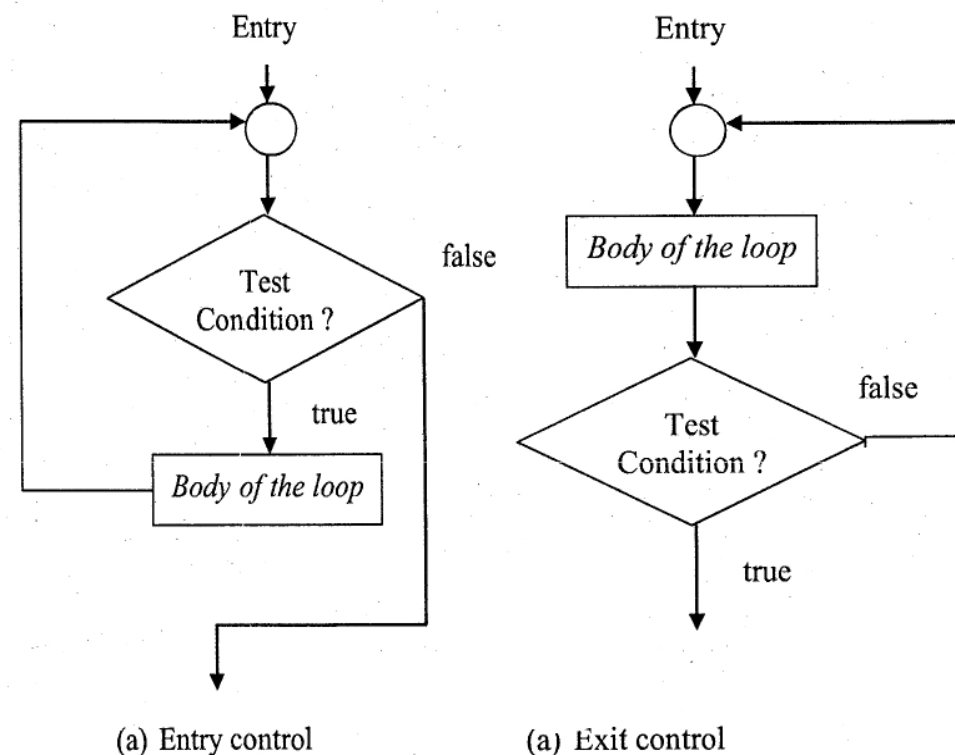 Entry
Test
Condition ?
false
true
Body of the loop
(a) Entry control
Entry
Body of the loop
Test
Condition ?
false
true
(a) Exit control